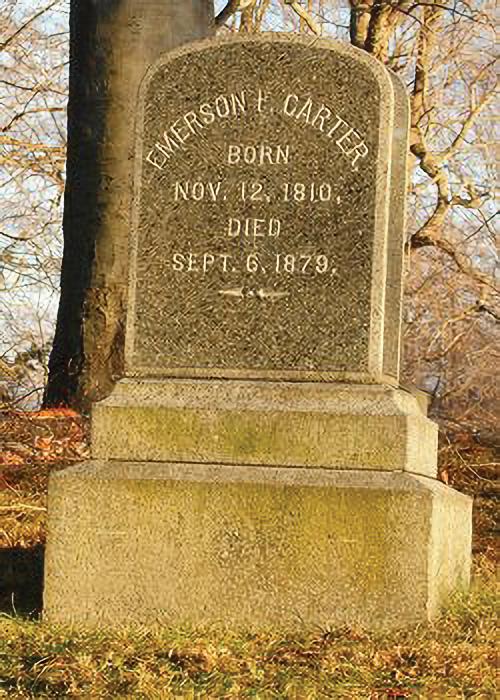 EMERSON F. CARTER,
BORN
NOV. 12, 1810,
DIED
SEPT. 6, 1879.